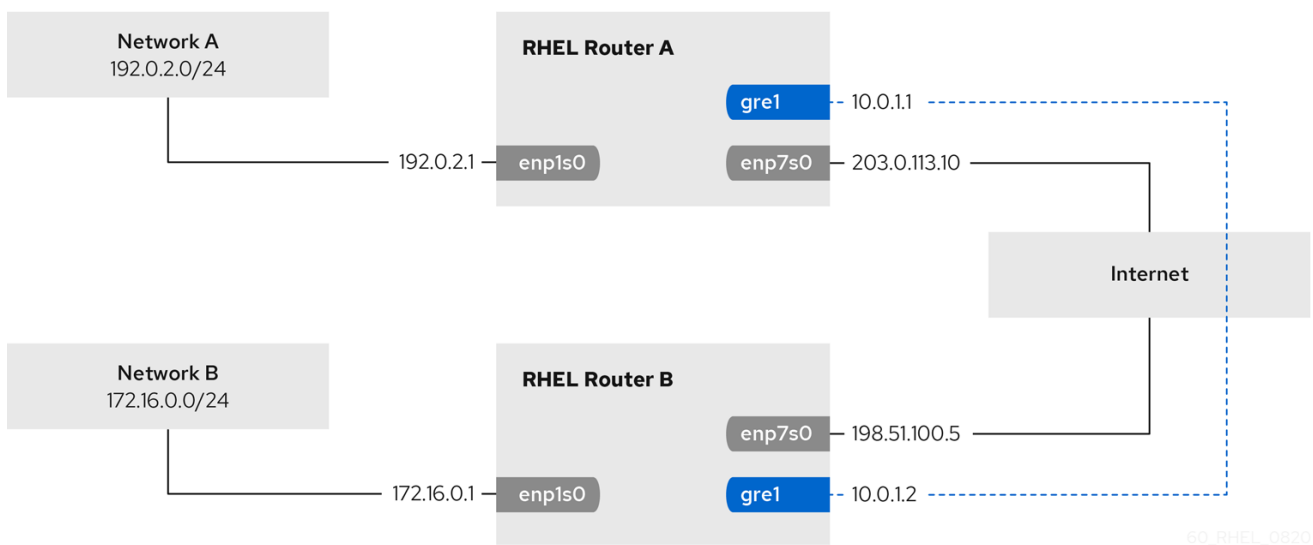 Network A
192.0.2.0/24
RHEL Router A
gre1
10.0.1.1
192.0.2.1
enp1s0
enp7s0
203.0.113.10
Internet
Network B
172.16.0.0/24
RHEL Router B
enp7s0
198.51.100.5
172.16.0.1
enp1s0
gre1
10.0.1.2
60_RHEL_0820